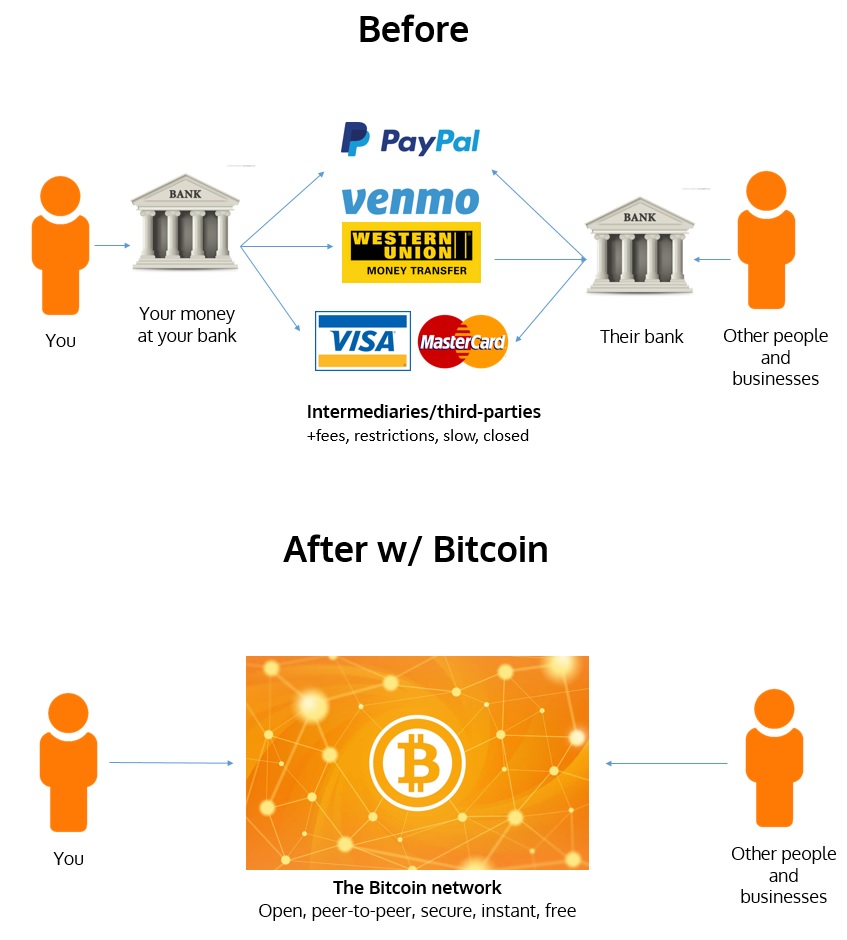 Before
PayPal
venmo
BANK
BANK
WESTERN
UNION
MONEY TRANSFER
Your money
at your bank
VISA
MasterCard
You
Their bank
Other people
and
businesses
Intermediaries/third-parties
+fees, restrictions, slow, closed
After w/ Bitcoin
₿
You
Other people
and
businesses
The Bitcoin network
Open, peer-to-peer, secure, instant, free